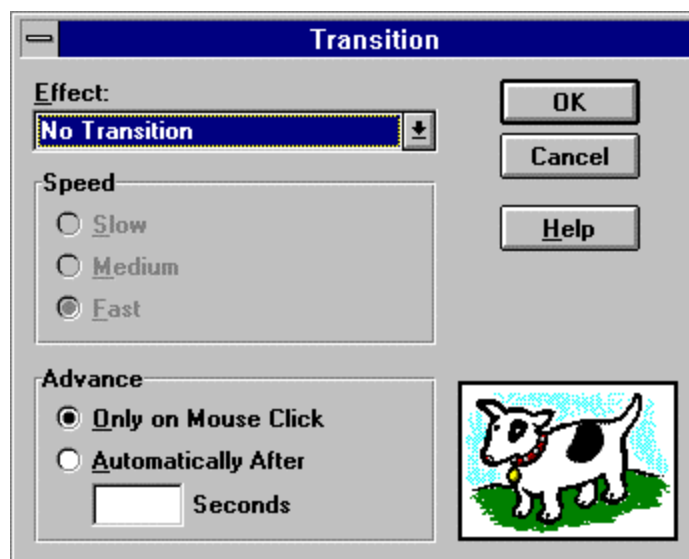 Transition
Effect:
No Transition
OK
Cancel
Speed
Slow
Medium
Fast
Help
Advance
Only on Mouse Click
Automatically After
Seconds